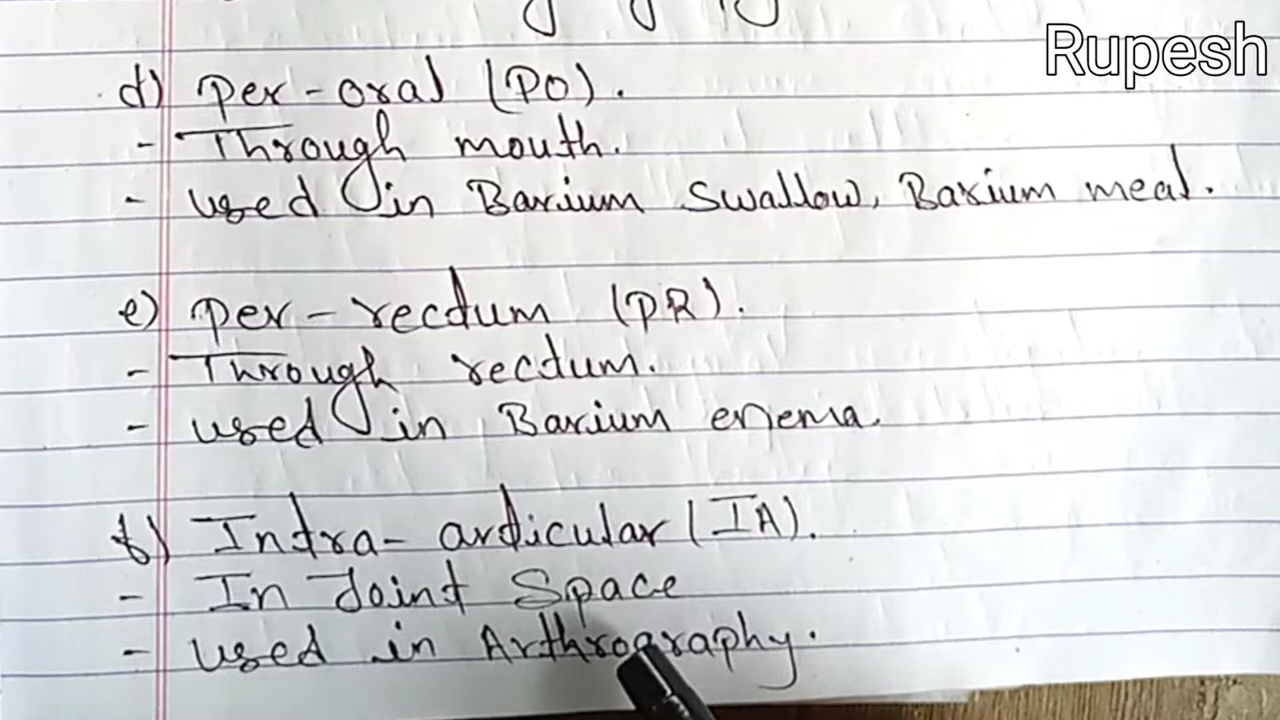 Rupesh
d) Per-oral (PO).
- Through mouth.
- used in Barium Swallow, Barium meal.
e) Per-rectum (PR).
- Through rectum.
- used in Barium enema.
f) Intra-articular (IA).
- In Joint Space
- used in Arthrography.